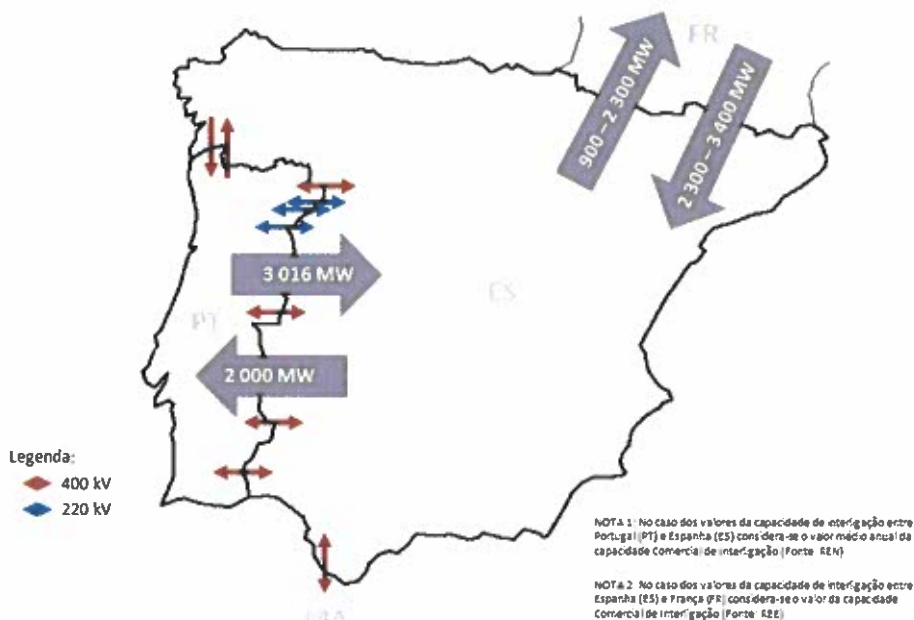 FR
900 – 2 300 MW
2 300 – 3 400 MW
3 016 MW
ES
PT
2 000 MW
Legenda:
400 kV
220 kV
NOTA 1: No caso dos valores da capacidade de interligação entre
Portugal (PT) e Espanha (ES) considera-se o valor médio anual da
capacidade Comercial de interligação (Fonte: REN)
NOTA 2: No caso dos valores da capacidade de interligação entre
Espanha (ES) e França (FR) considera-se o valor da capacidade
Comercial de Interligação (Fonte: REE)